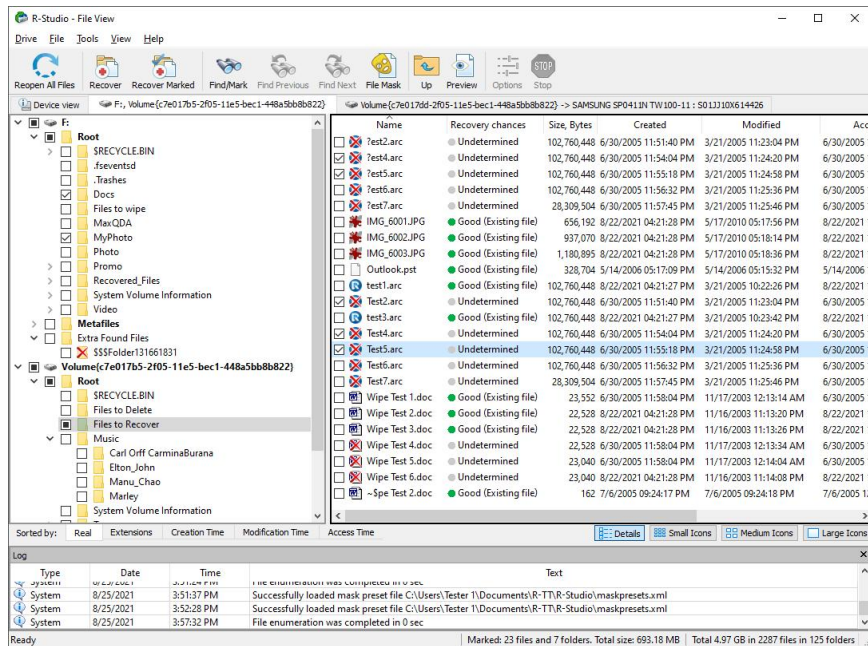 R-Studio - File View
Drive File Tools View Help
Reopen All Files Recover Recover Marked Find/Mark Find Previous Find Next File Mask Up Preview Options Stop
Device view F:, Volume{c7e017b5-2f05-11e5-bec1-448a5bb8b822} Volume{c7e017dd-2f05-11e5-bec1-448a5bb8b822} -> SAMSUNG SP0411N TW100-11 : S01JJ10X614426
F:
Root
$RECYCLE.BIN
.fseventsd
.Trashes
Docs
Files to wipe
MaxQDA
MyPhoto
Photo
Promo
Recovered_Files
System Volume Information
Video
Metafiles
Extra Found Files
$$$Folder131661831
Volume{c7e017b5-2f05-11e5-bec1-448a5bb8b822}
Root
$RECYCLE.BIN
Files to Delete
Files to Recover
Music
Carl Orff CarminaBurana
Elton_John
Manu_Chao
Marley
System Volume Information
Name Recovery chances Size, Bytes Created Modified Acc
?est2.arc Undetermined 102,760,448 6/30/2005 11:51:40 PM 3/21/2005 11:23:04 PM 6/30/2005
?est4.arc Undetermined 102,760,448 6/30/2005 11:54:04 PM 3/21/2005 11:24:20 PM 6/30/2005
?est5.arc Undetermined 102,760,448 6/30/2005 11:55:18 PM 3/21/2005 11:24:58 PM 6/30/2005
?est6.arc Undetermined 102,760,448 6/30/2005 11:56:32 PM 3/21/2005 11:25:36 PM 6/30/2005
?est7.arc Undetermined 28,309,504 6/30/2005 11:57:45 PM 3/21/2005 11:25:46 PM 6/30/2005
IMG_6001.JPG Good (Existing file) 656,192 8/22/2021 04:21:28 PM 5/17/2010 05:17:56 PM 8/22/2021
IMG_6002.JPG Good (Existing file) 937,070 8/22/2021 04:21:28 PM 5/17/2010 05:18:14 PM 8/22/2021
IMG_6003.JPG Good (Existing file) 1,180,895 8/22/2021 04:21:28 PM 5/17/2010 05:18:36 PM 8/22/2021
Outlook.pst Good (Existing file) 328,704 5/14/2006 05:17:09 PM 5/14/2006 05:15:32 PM 5/14/2006
test1.arc Good (Existing file) 102,760,448 8/22/2021 04:21:27 PM 3/21/2005 10:22:26 PM 8/22/2021
Test2.arc Undetermined 102,760,448 6/30/2005 11:51:40 PM 3/21/2005 11:23:04 PM 6/30/2005
test3.arc Good (Existing file) 102,760,448 8/22/2021 04:21:27 PM 3/21/2005 10:23:42 PM 8/22/2021
Test4.arc Undetermined 102,760,448 6/30/2005 11:54:04 PM 3/21/2005 11:24:20 PM 6/30/2005
Test5.arc Undetermined 102,760,448 6/30/2005 11:55:18 PM 3/21/2005 11:24:58 PM 6/30/2005
Test6.arc Undetermined 102,760,448 6/30/2005 11:56:32 PM 3/21/2005 11:25:36 PM 6/30/2005
Test7.arc Undetermined 28,309,504 6/30/2005 11:57:45 PM 3/21/2005 11:25:46 PM 6/30/2005
Wipe Test 1.doc Good (Existing file) 23,552 6/30/2005 11:58:04 PM 11/17/2003 12:13:14 AM 6/30/2005
Wipe Test 2.doc Good (Existing file) 22,528 8/22/2021 04:21:28 PM 11/16/2003 11:13:20 PM 8/22/2021
Wipe Test 3.doc Good (Existing file) 22,528 8/22/2021 04:21:28 PM 11/16/2003 11:13:26 PM 8/22/2021
Wipe Test 4.doc Undetermined 22,528 6/30/2005 11:58:04 PM 11/17/2003 12:13:34 AM 6/30/2005
Wipe Test 5.doc Undetermined 23,040 6/30/2005 11:58:04 PM 11/17/2003 12:14:04 AM 6/30/2005
Wipe Test 6.doc Undetermined 23,040 8/22/2021 04:21:28 PM 11/16/2003 11:14:08 PM 8/22/2021
~$pe Test 2.doc Good (Existing file) 162 7/6/2005 09:24:17 PM 7/6/2005 09:24:18 PM 7/6/2005 1
Sorted by: Real Extensions Creation Time Modification Time Access Time Details Small Icons Medium Icons Large Icons
Log
Type Date Time Text
System 8/25/2021 3:51:24 PM File enumeration was completed in 0 sec
System 8/25/2021 3:51:37 PM Successfully loaded mask preset file C:\Users\Tester 1\Documents\R-TT\R-Studio\maskpresets.xml
System 8/25/2021 3:52:28 PM Successfully loaded mask preset file C:\Users\Tester 1\Documents\R-TT\R-Studio\maskpresets.xml
System 8/25/2021 3:57:32 PM File enumeration was completed in 0 sec
Ready Marked: 23 files and 7 folders. Total size: 693.18 MB Total 4.97 GB in 2287 files in 125 folders